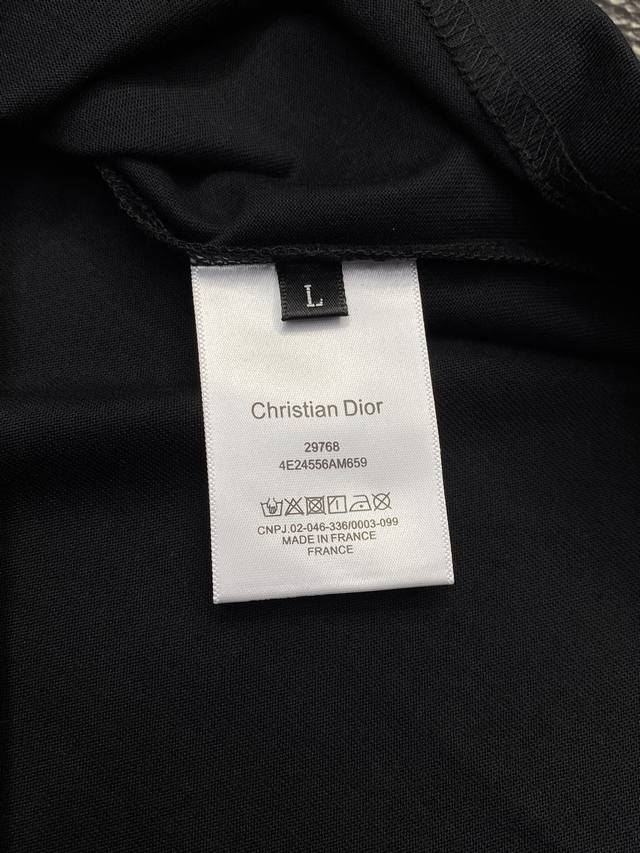 L
Christian Dior
29768
4E24556AM659
CNPJ.02-046-336/0003-099
MADE IN FRANCE
FRANCE